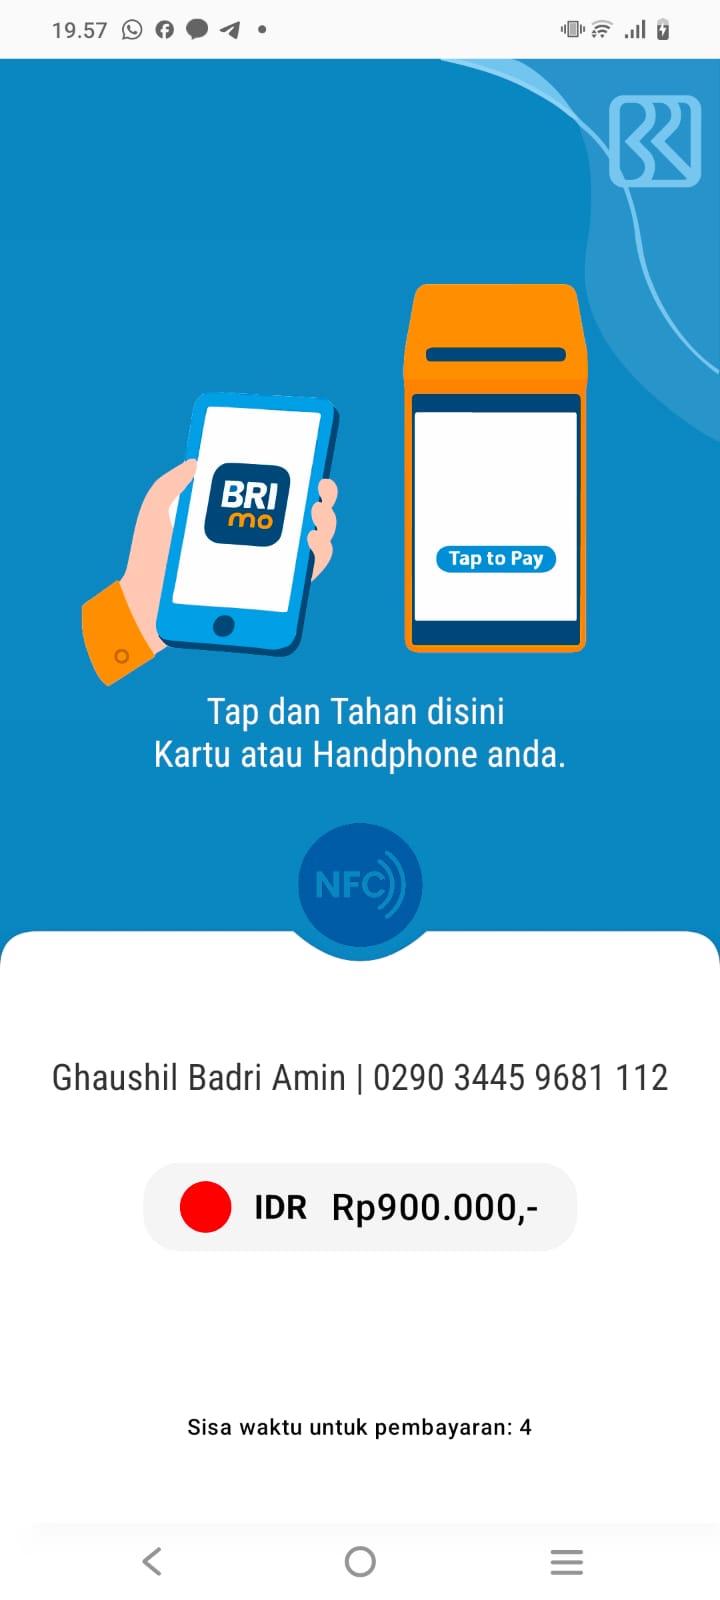 19.57
BRI
mo
Tap to Pay
Tap dan Tahan disini
Kartu atau Handphone anda.
NFC
Ghaushil Badri Amin | 0290 3445 9681 112
IDR Rp900.000,-
Sisa waktu untuk pembayaran: 4